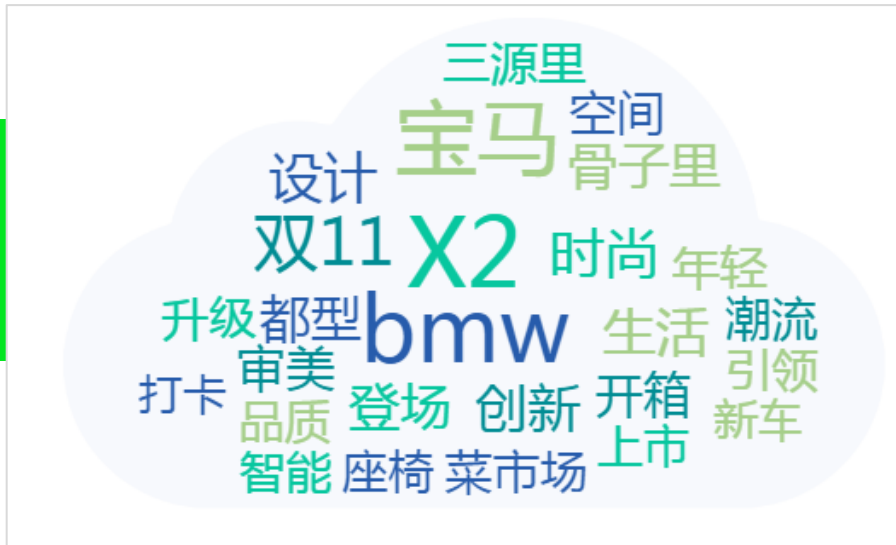 三源里
宝马 空间
骨子里
设计
双11 X2 时尚 年轻
升级 都型 bmw 生活 潮流
审美 引领
打卡 品质 登场 创新 开箱 新车
上市
智能 座椅 菜市场